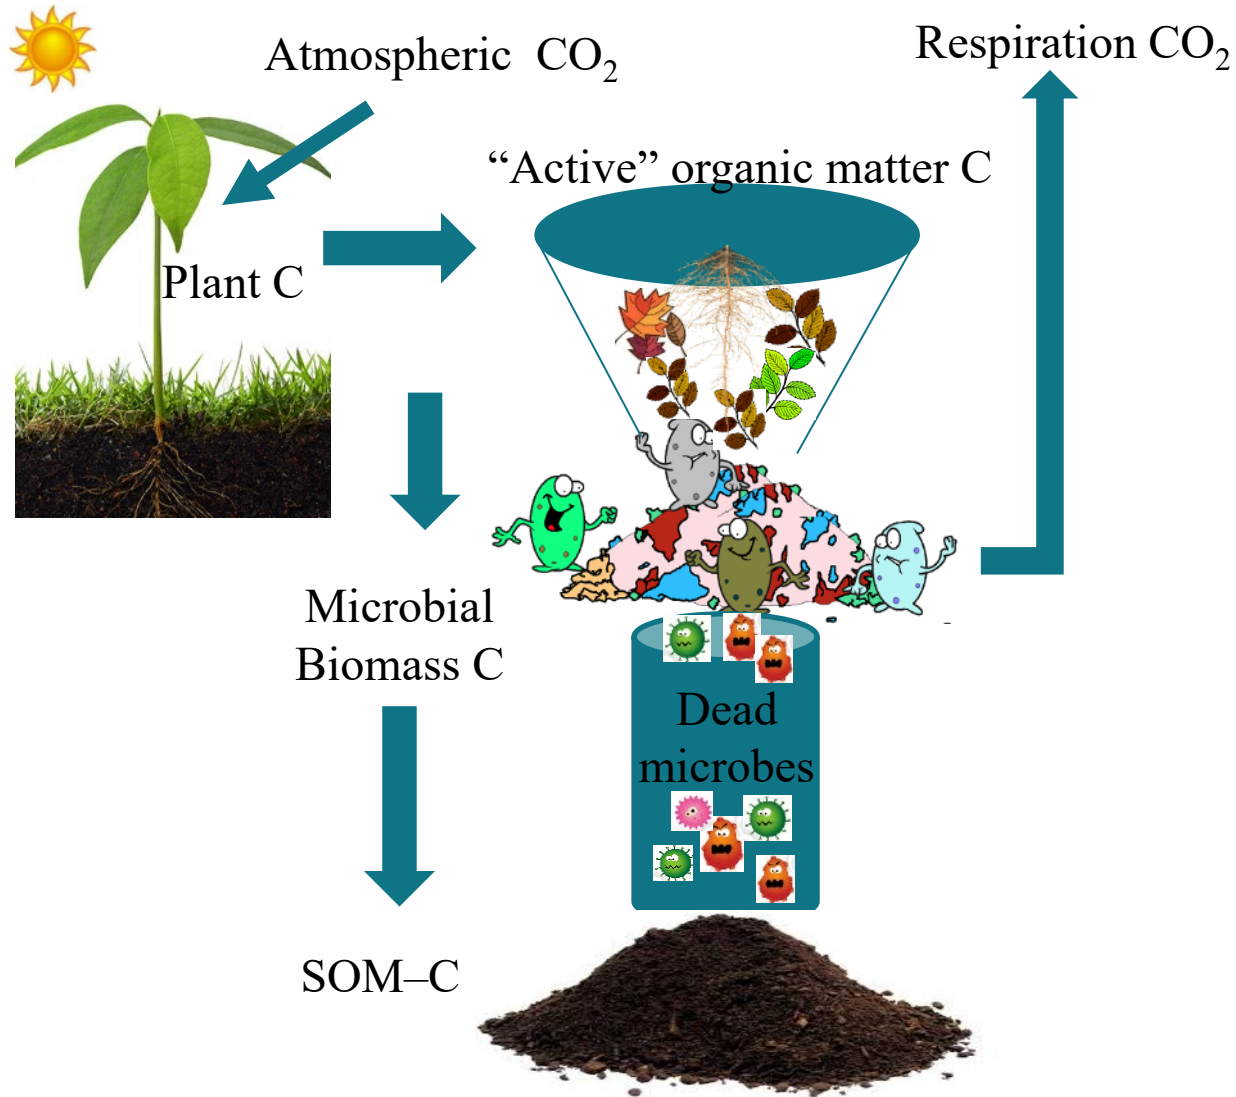 Atmospheric CO₂
Respiration CO₂
“Active” organic matter C
Plant C
Microbial
Biomass C
Dead
microbes
SOM–C